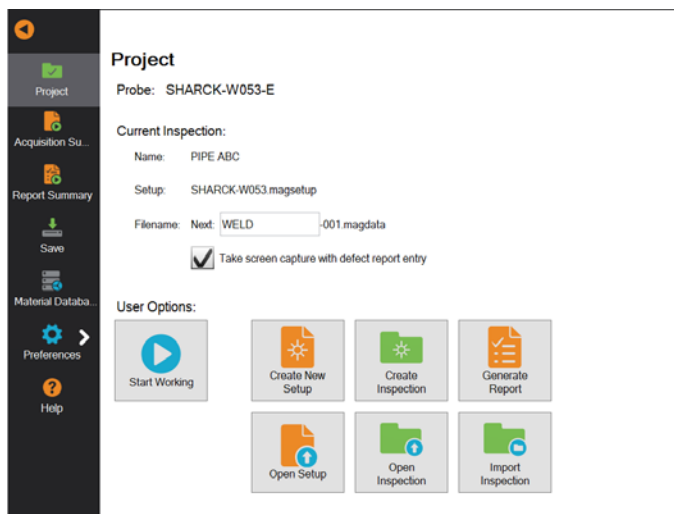 Project
Acquisition Su...
Report Summary
Save
Material Databa...
Preferences
Help
Project
Probe: SHARCK-W053-E
Current Inspection:
Name: PIPE ABC
Setup: SHARCK-W053.magsetup
Filename: Next: WELD -001.magdata
Take screen capture with defect report entry
User Options:
Start Working
Create New
Setup
Create
Inspection
Generate
Report
Open Setup
Open
Inspection
Import
Inspection